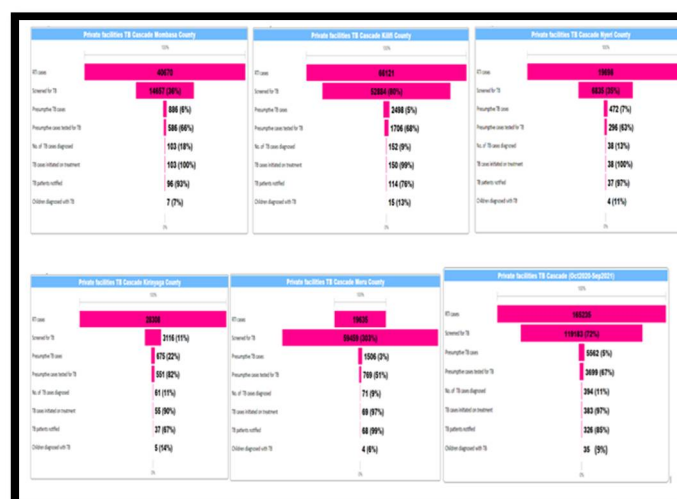 Private facilities TB Cascade Mombasa County
100%
RTI cases
40670
Screened for TB
14657 (36%)
Presumptive TB cases
886 (6%)
Presumptive cases tested for TB
586 (66%)
No. of TB cases diagnosed
103 (18%)
TB cases initiated on treatment
103 (100%)
TB patients notified
96 (93%)
Children diagnosed with TB
7 (7%)
0%
Private facilities TB Cascade Kilifi County
100%
RTI cases
66121
Screened for TB
52884 (80%)
Presumptive TB cases
2498 (5%)
Presumptive cases tested for TB
1706 (68%)
No. of TB cases diagnosed
152 (9%)
TB cases initiated on treatment
150 (99%)
TB patients notified
114 (76%)
Children diagnosed with TB
15 (13%)
0%
Private facilities TB Cascade Nyeri County
100%
RTI cases
Screened for TB
6835 (35%)
Presumptive TB cases
472 (7%)
Presumptive cases tested for TB
296 (63%)
No. of TB cases diagnosed
38 (13%)
TB cases initiated on treatment
38 (100%)
TB patients notified
37 (97%)
Children diagnosed with TB
4 (11%)
0%
Private facilities TB Cascade Kirinyaga County
100%
RTI cases
Screened for TB
3116 (11%)
Presumptive TB cases
675 (22%)
Presumptive cases tested for TB
551 (82%)
No. of TB cases diagnosed
61 (11%)
TB cases initiated on treatment
55 (90%)
TB patients notified
37 (67%)
Children diagnosed with TB
5 (14%)
0%
Private facilities TB Cascade Meru County
100%
RTI cases
19635
Screened for TB
59459 (303%)
Presumptive TB cases
1506 (3%)
Presumptive cases tested for TB
769 (51%)
No. of TB cases diagnosed
71 (9%)
TB cases initiated on treatment
69 (97%)
TB patients notified
68 (99%)
Children diagnosed with TB
4 (6%)
0%
Private facilities TB Cascade (Oct2020-Sep2021)
100%
RTI cases
Screened for TB
119183 (72%)
Presumptive TB cases
5562 (5%)
Presumptive cases tested for TB
3699 (67%)
No. of TB cases diagnosed
394 (11%)
TB cases initiated on treatment
383 (97%)
TB patients notified
326 (85%)
Children diagnosed with TB
35 (9%)
0%